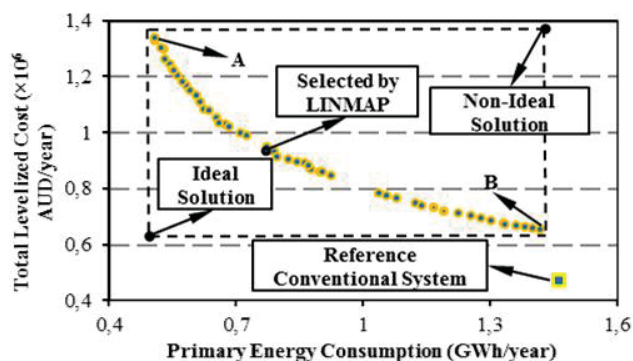 Total Levelized Cost (×10⁶
AUD/year)
1,4
1,2
1
0,8
0,6
0,4
A
Selected by
LINMAP
Non-Ideal
Solution
Ideal
Solution
B
Reference
Conventional System
0,4
0,7
1
1,3
1,6
Primary Energy Consumption (GWh/year)